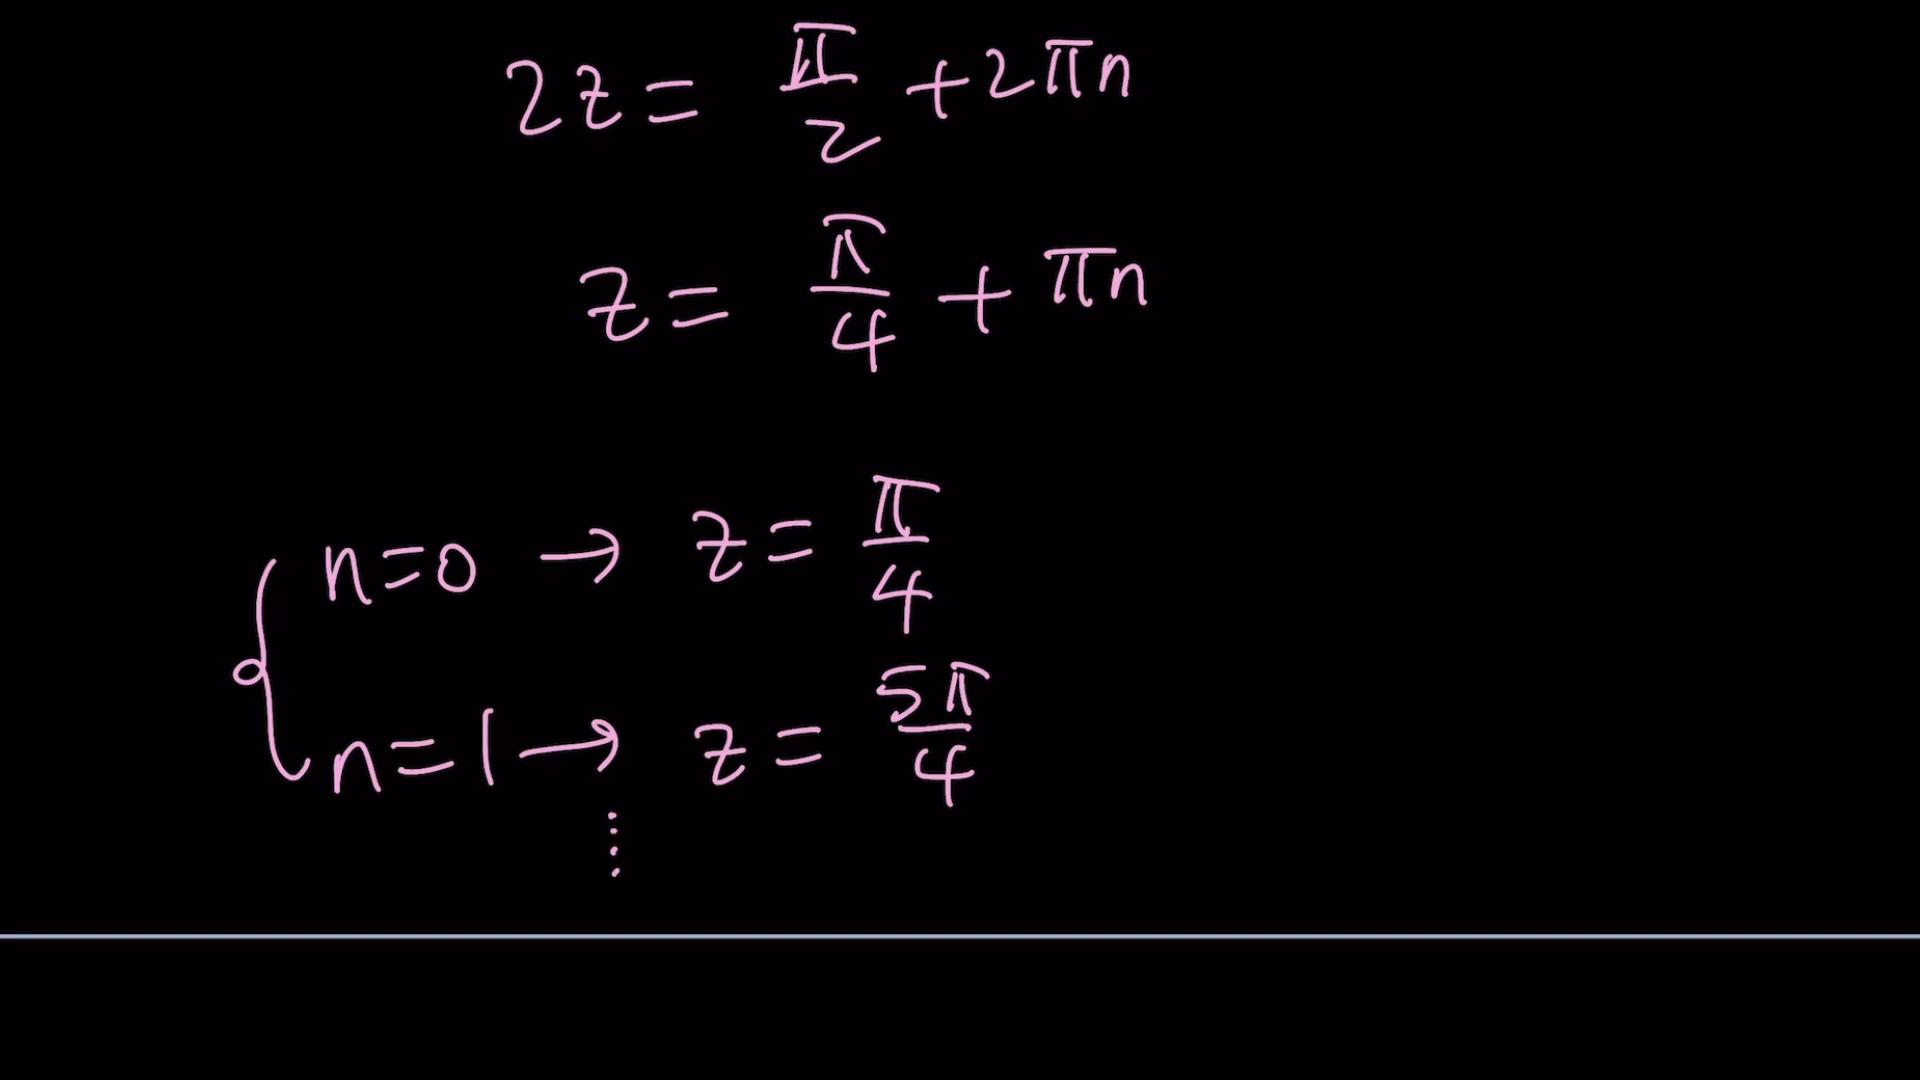 2z = π/2 + 2πn
z = π/4 + πn
n=0 → z = π/4
n=1 → z = 5π/4
⋮